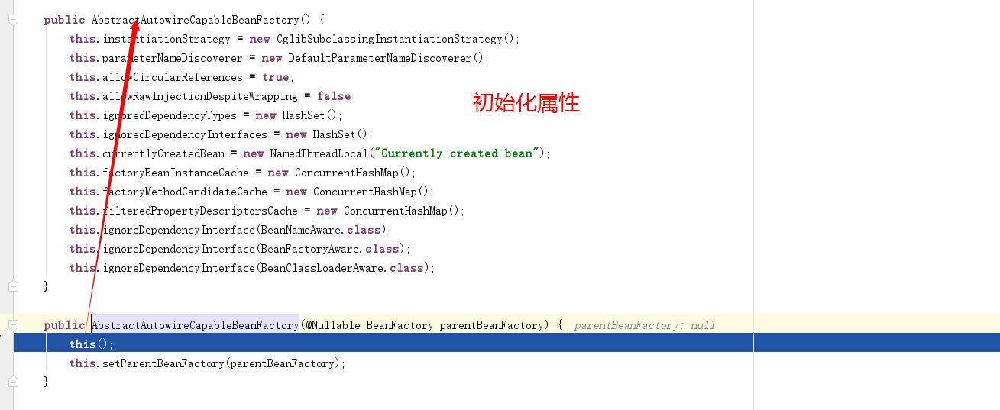 public AbstractAutowireCapableBeanFactory() {
this.instantiationStrategy = new CglibSubclassingInstantiationStrategy();
this.parameterNameDiscoverer = new DefaultParameterNameDiscoverer();
this.allowCircularReferences = true;
this.allowRawInjectionDespiteWrapping = false;
初始化属性
this.ignoredDependencyTypes = new HashSet();
this.ignoredDependencyInterfaces = new HashSet();
this.currentlyCreatedBean = new NamedThreadLocal("Currently created bean");
this.factoryBeanInstanceCache = new ConcurrentHashMap();
this.factoryMethodCandidateCache = new ConcurrentHashMap();
this.filteredPropertyDescriptorsCache = new ConcurrentHashMap();
this.ignoreDependencyInterface(BeanNameAware.class);
this.ignoreDependencyInterface(BeanFactoryAware.class);
this.ignoreDependencyInterface(BeanClassLoaderAware.class);
}
public AbstractAutowireCapableBeanFactory(@Nullable BeanFactory parentBeanFactory) { parentBeanFactory: null
this();
this.setParentBeanFactory(parentBeanFactory);
}